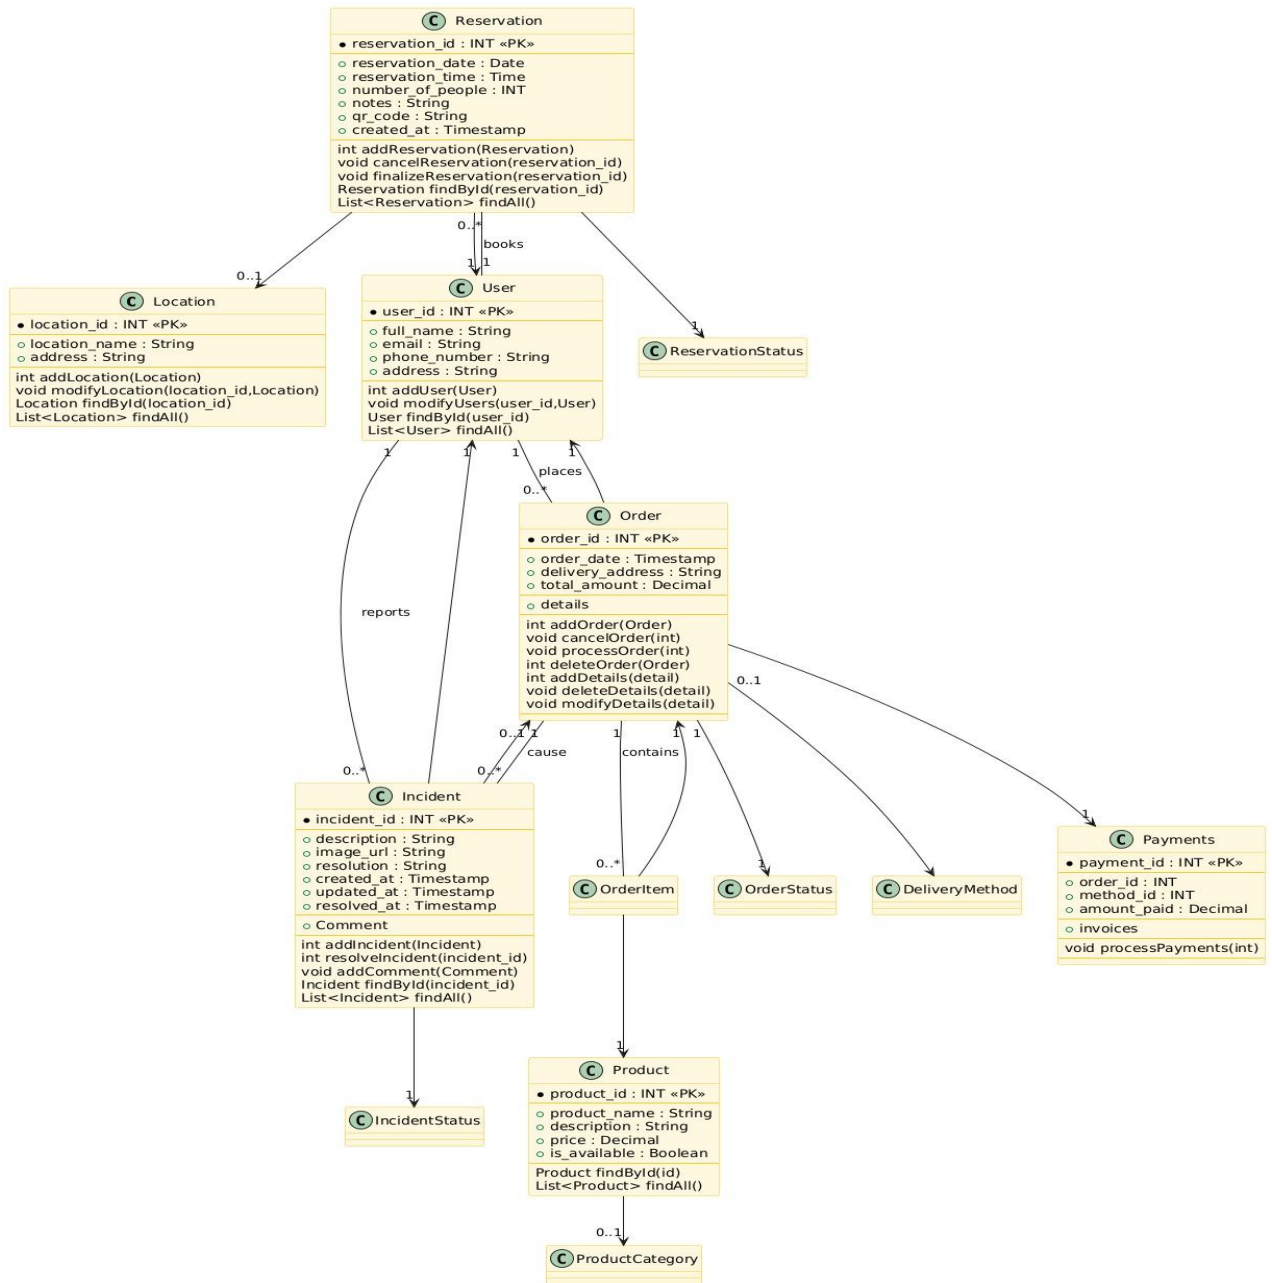 C Reservation
reservation_id : INT «PK»
reservation_date : Date
reservation_time : Time
number_of_people : INT
notes : String
qr_code : String
created_at : Timestamp
int addReservation(Reservation)
void cancelReservation(reservation_id)
void finalizeReservation(reservation_id)
Reservation findById(reservation_id)
List<Reservation> findAll()
0..*
books
0..1
1
1
1
C Location
location_id : INT «PK»
location_name : String
address : String
int addLocation(Location)
void modifyLocation(location_id,Location)
Location findById(location_id)
List<Location> findAll()
C User
user_id : INT «PK»
full_name : String
email : String
phone_number : String
address : String
int addUser(User)
void modifyUsers(user_id,User)
User findById(user_id)
List<User> findAll()
C ReservationStatus
1
1
1
1
places
0..*
reports
C Order
order_id : INT «PK»
order_date : Timestamp
delivery_address : String
total_amount : Decimal
details
int addOrder(Order)
void cancelOrder(int)
void processOrder(int)
int deleteOrder(Order)
int addDetails(detail)
void deleteDetails(detail)
void modifyDetails(detail)
0..1
0..1
1
1
1
1
cause
contains
0..*
0..*
0..*
1
1
C Incident
incident_id : INT «PK»
description : String
image_url : String
resolution : String
created_at : Timestamp
updated_at : Timestamp
resolved_at : Timestamp
Comment
int addIncident(Incident)
int resolveIncident(incident_id)
void addComment(Comment)
Incident findById(incident_id)
List<Incident> findAll()
C OrderItem
C OrderStatus
C DeliveryMethod
C Payments
payment_id : INT «PK»
order_id : INT
method_id : INT
amount_paid : Decimal
invoices
void processPayments(int)
1
1
C IncidentStatus
C Product
product_id : INT «PK»
product_name : String
description : String
price : Decimal
is_available : Boolean
Product findById(id)
List<Product> findAll()
0..1
C ProductCategory